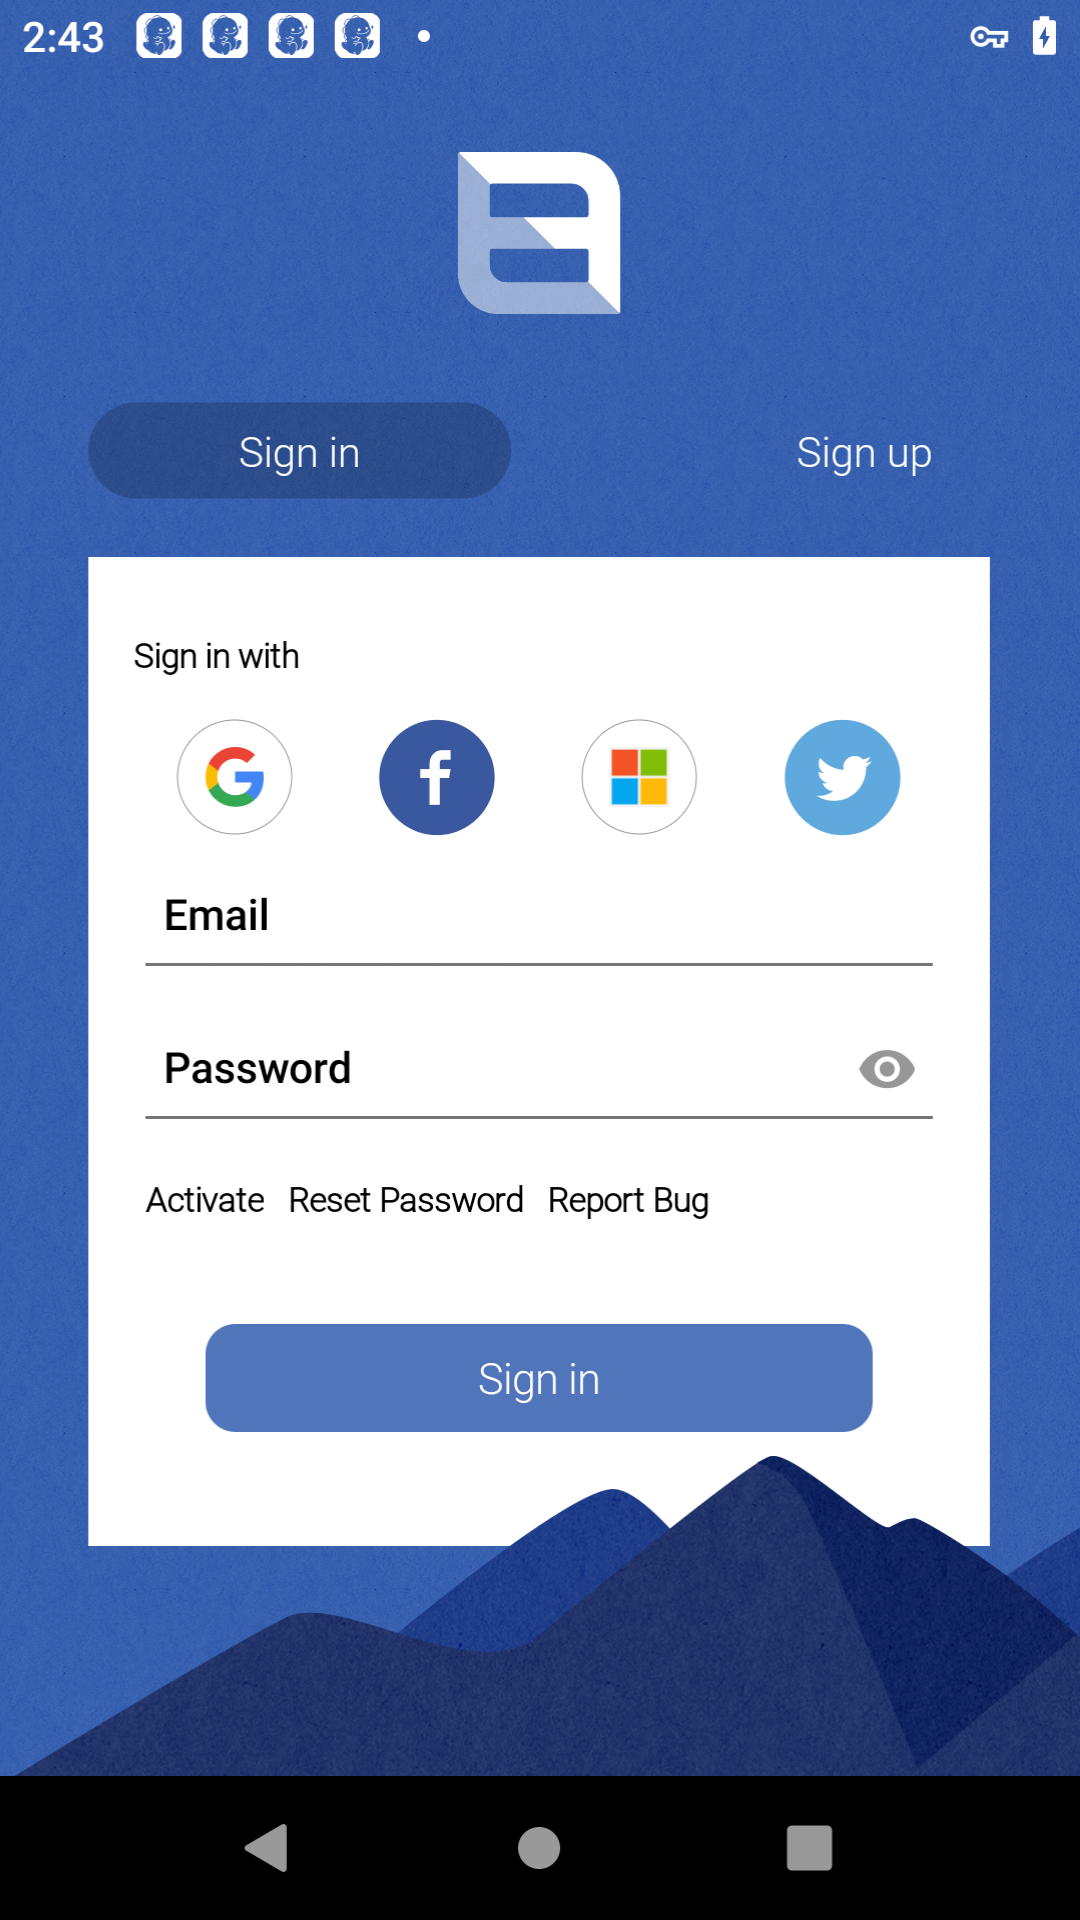 2:43
Sign in
Sign up
Sign in with
Email
Password
Activate Reset Password Report Bug
Sign in